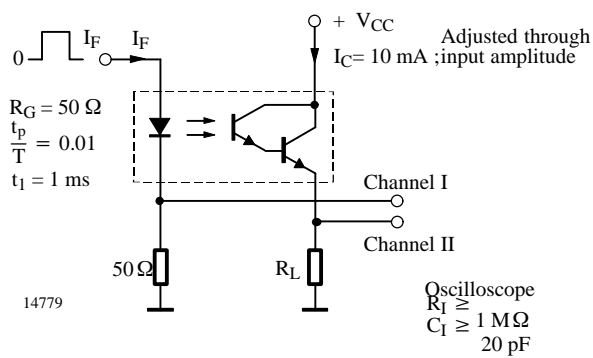 + V_CC
I_F
I_F
0
I_C = 10 mA ; Adjusted through
input amplitude
R_G = 50 Ω
t_p
T
= 0.01
t_1 = 1 ms
Channel I
Channel II
50 Ω
R_L
14779
Oscilloscope
R_I ≥
C_I ≥ 1 MΩ
20 pF